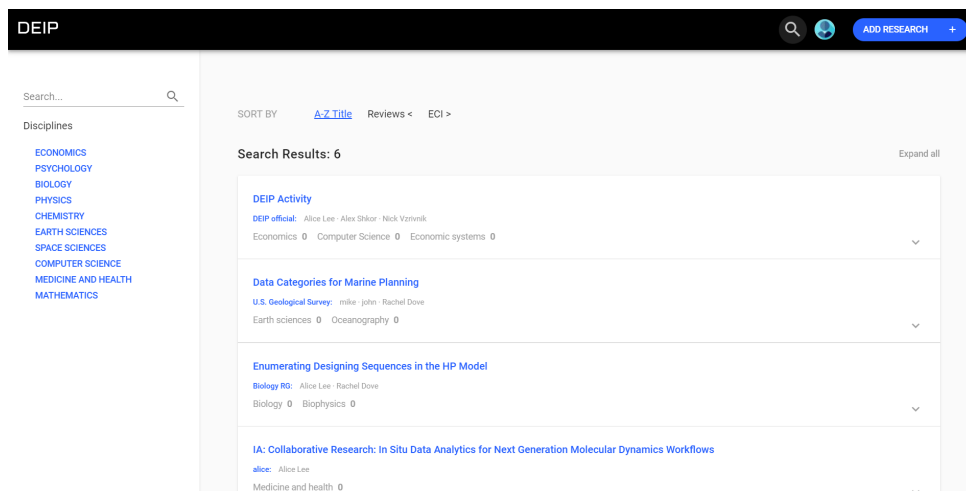 DEIP
ADD RESEARCH +
Search...
Disciplines
ECONOMICS
PSYCHOLOGY
BIOLOGY
PHYSICS
CHEMISTRY
EARTH SCIENCES
SPACE SCIENCES
COMPUTER SCIENCE
MEDICINE AND HEALTH
MATHEMATICS
SORT BY A-Z Title Reviews < ECI >
Search Results: 6 Expand all
DEIP Activity
DEIP official: Alice Lee · Alex Shkor · Nick Vzrivnik
Economics 0 Computer Science 0 Economic systems 0
Data Categories for Marine Planning
U.S. Geological Survey: mike · john · Rachel Dove
Earth sciences 0 Oceanography 0
Enumerating Designing Sequences in the HP Model
Biology RG: Alice Lee · Rachel Dove
Biology 0 Biophysics 0
IA: Collaborative Research: In Situ Data Analytics for Next Generation Molecular Dynamics Workflows
alice: Alice Lee
Medicine and health 0